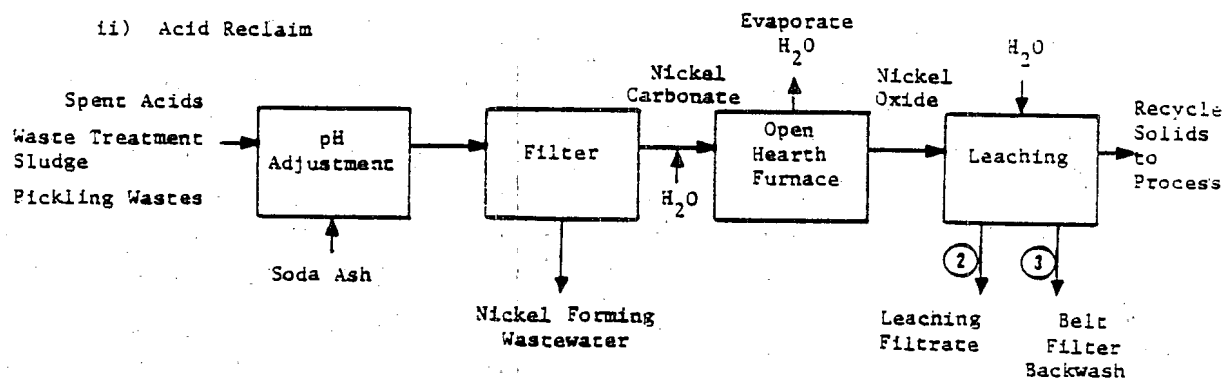 ii) Acid Reclaim
Spent Acids
Waste Treatment
Sludge
Pickling Wastes
pH
Adjustment
Soda Ash
Filter
Nickel Forming
Wastewater
Nickel
Carbonate
H2O
Evaporate
H2O
Open
Hearth
Furnace
Nickel
Oxide
H2O
Leaching
Recycle
Solids
to
Process
2
3
Leaching
Filtrate
Belt
Filter
Backwash